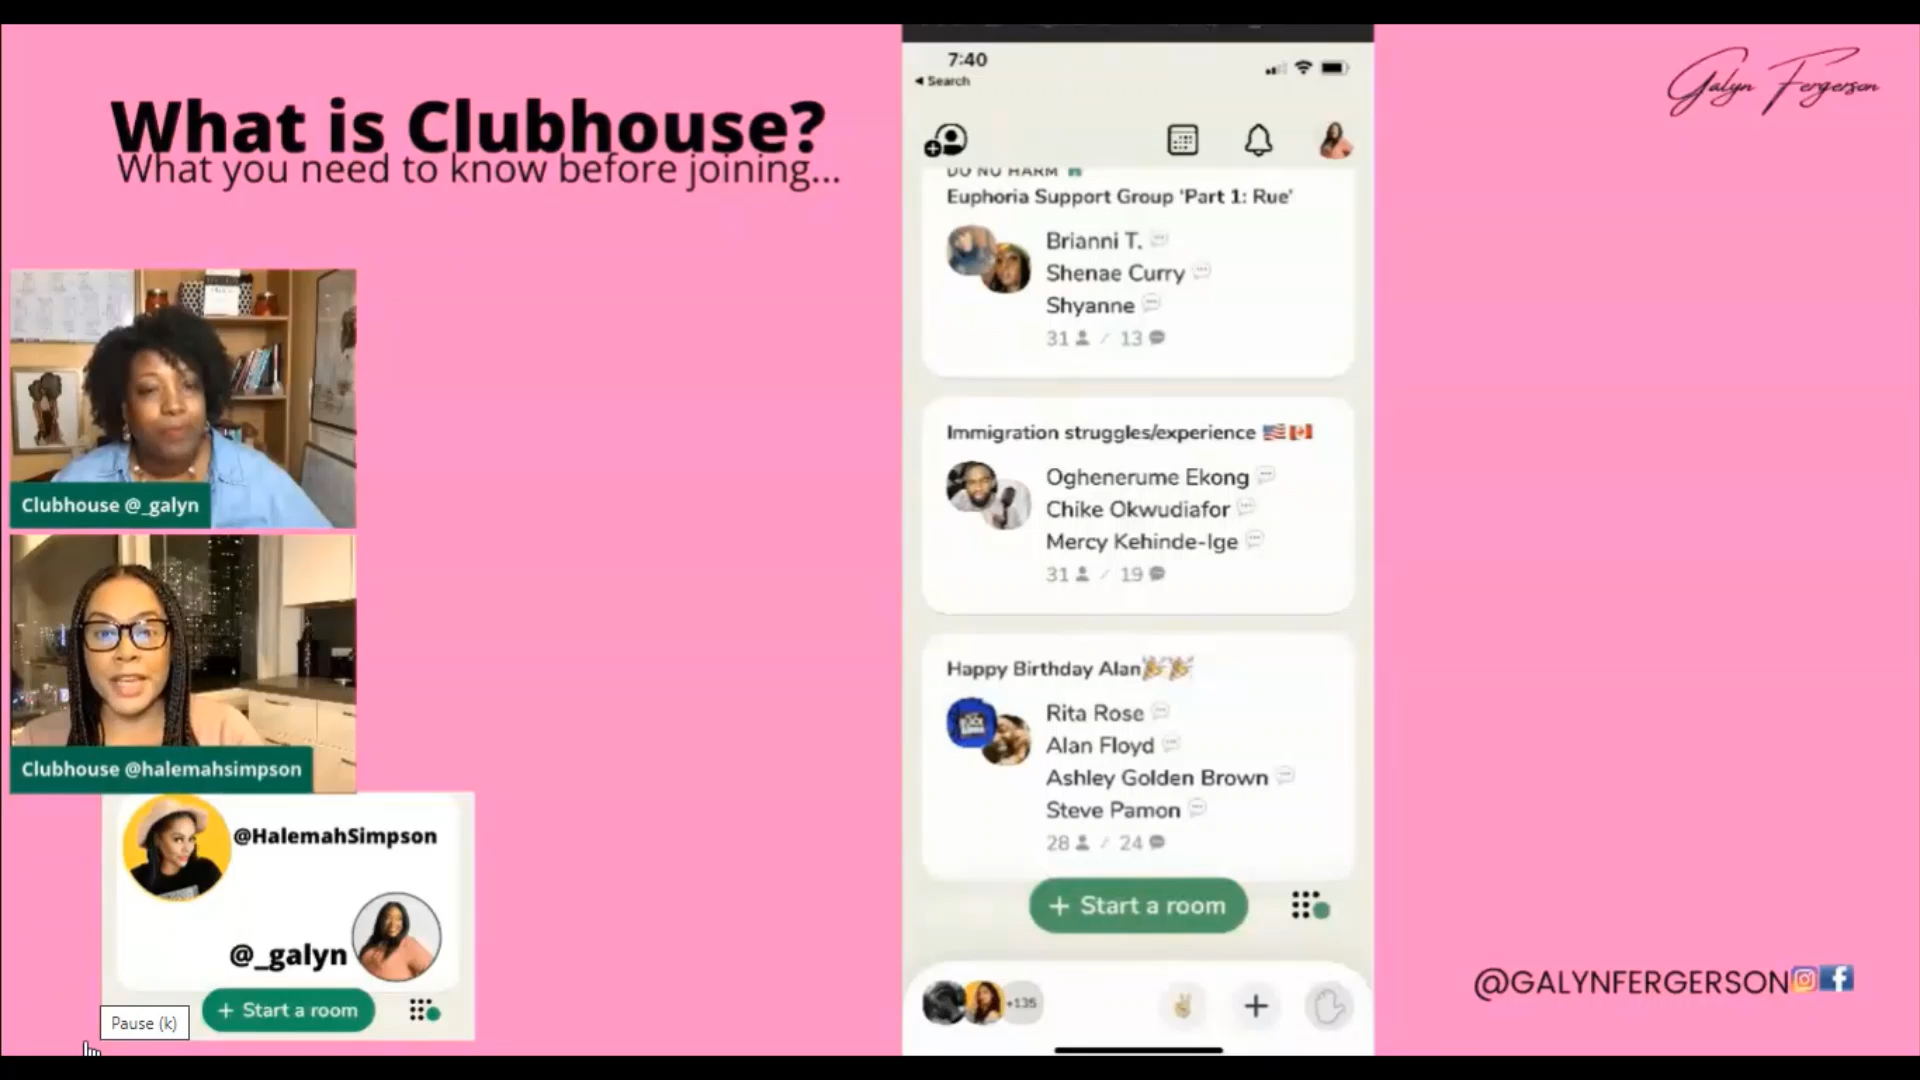 What is Clubhouse?
What you need to know before joining...
Clubhouse @_galyn
Clubhouse @halemahsimpson
@HalemahSimpson
@_galyn
+ Start a room
Pause (k)
7:40
Search
DO NO HARM
Euphoria Support Group 'Part 1: Rue'
Brianni T.
Shenae Curry
Shyanne
31 / 13
Immigration struggles/experience
Oghenerume Ekong
Chike Okwudiafor
Mercy Kehinde-Ige
31 / 19
Happy Birthday Alan
Rita Rose
Alan Floyd
Ashley Golden Brown
Steve Pamon
28 / 24
+ Start a room
+135
Galyn Fergerson
@GALYNFERGERSON